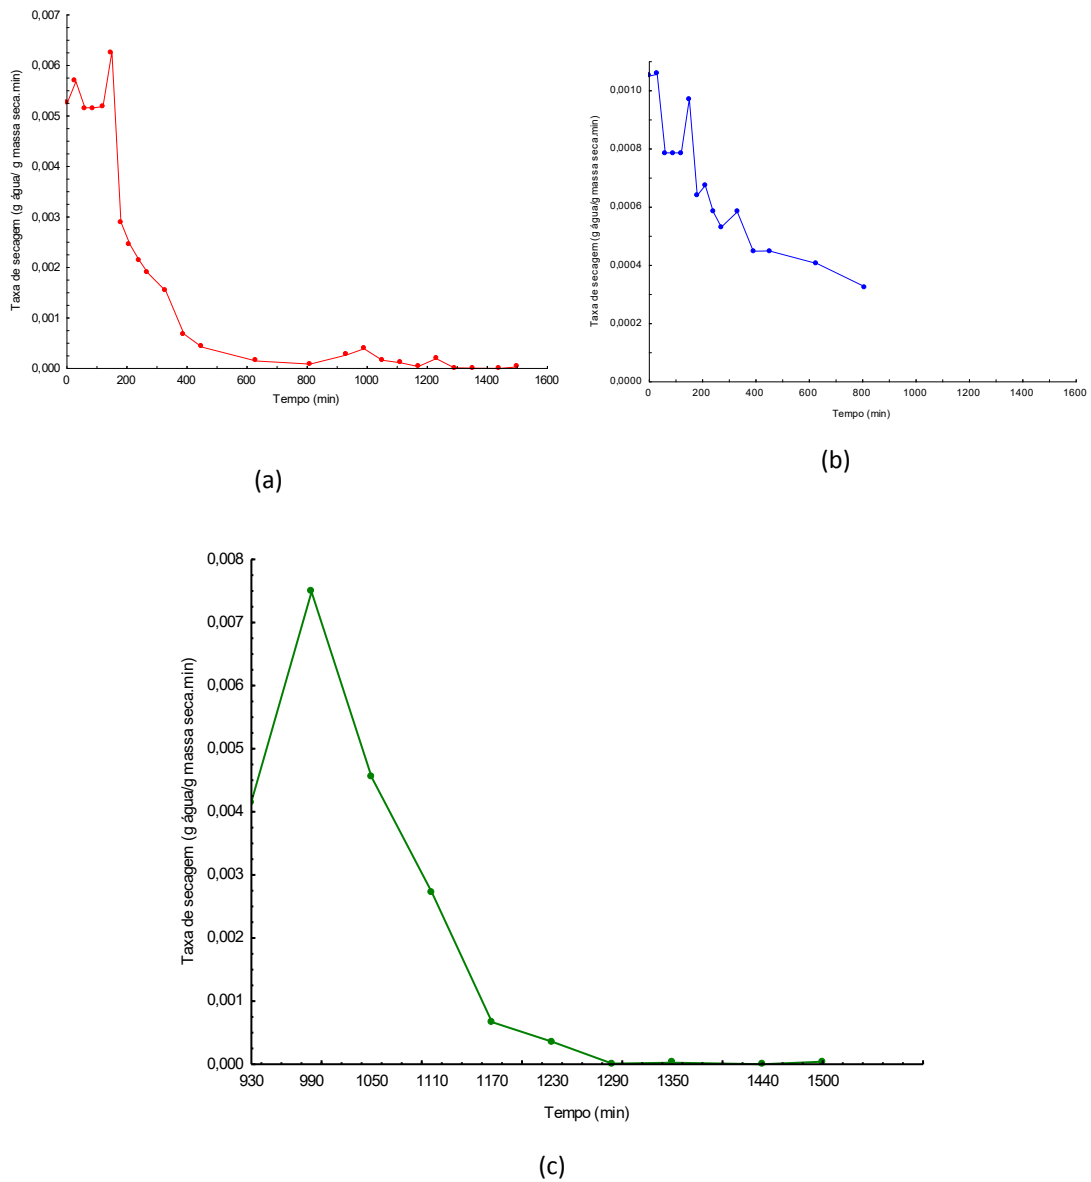 0,007
0,006
0,005
0,004
0,003
0,002
0,001
0,000
Taxa de secagem (g água/ g massa seca.min)
0 200 400 600 800 1000 1200 1400 1600
Tempo (min)
(a)
0,0010
0,0008
0,0006
0,0004
0,0002
0,0000
Taxa de secagem (g água/g massa seca.min)
0 200 400 600 800 1000 1200 1400 1600
Tempo (min)
(b)
0,008
0,007
0,006
0,005
0,004
0,003
0,002
0,001
0,000
Taxa de secagem (g água/g massa seca.min)
930 990 1050 1110 1170 1230 1290 1350 1440 1500
Tempo (min)
(c)